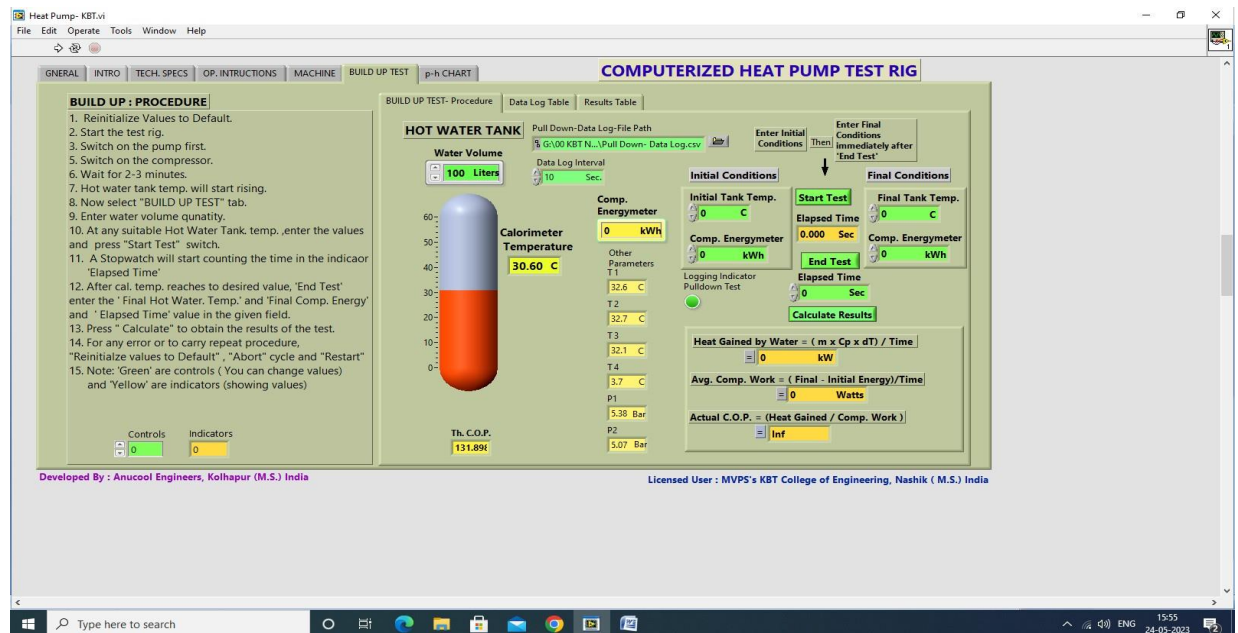 Heat Pump- KBT.vi
File Edit Operate Tools Window Help
GNERAL INTRO TECH. SPECS OP. INTRUCTIONS MACHINE BUILD UP TEST p-h CHART
COMPUTERIZED HEAT PUMP TEST RIG
BUILD UP : PROCEDURE
1. Reinitialize Values to Default.
2. Start the test rig.
3. Switch on the pump first.
5. Switch on the compressor.
6. Wait for 2-3 minutes.
7. Hot water tank temp. will start rising.
8. Now select "BUILD UP TEST" tab.
9. Enter water volume qunatity.
10. At any suitable Hot Water Tank. temp. ,enter the values
and press "Start Test" switch.
11. A Stopwatch will start counting the time in the indicaor
'Elapsed Time'
12. After cal. temp. reaches to desired value, 'End Test'
enter the ' Final Hot Water. Temp.' and 'Final Comp. Energy'
and ' Elapsed Time' value in the given field.
13. Press " Calculate" to obtain the results of the test.
14. For any error or to carry repeat procedure,
"Reinitialze values to Default" , "Abort" cycle and "Restart"
15. Note: 'Green' are controls ( You can change values)
and 'Yellow' are indicators (showing values)
Controls Indicators
0 0
BUILD UP TEST- Procedure Data Log Table Results Table
HOT WATER TANK
Water Volume
100 Liters
Pull Down-Data Log-File Path
G:\00 KBT N...\Pull Down- Data Log.csv
Data Log Interval
10 Sec.
60
50
40
30
20
10
0
Calorimeter
Temperature
30.60 C
Th. C.O.P.
131.898
Comp.
Energymeter
0 kWh
Other
Parameters
T 1
32.6 C
T 2
32.7 C
T 3
32.1 C
T 4
3.7 C
P1
5.38 Bar
P2
5.07 Bar
Enter Initial
Conditions
Then
Enter Final
Conditions
immediately after
'End Test'
Initial Conditions
Initial Tank Temp.
0 C
Comp. Energymeter
0 kWh
Logging Indicator
Pulldown Test
Start Test
Elapsed Time
0.000 Sec
End Test
Elapsed Time
0 Sec
Calculate Results
Final Conditions
Final Tank Temp.
0 C
Comp. Energymeter
0 kWh
Heat Gained by Water = ( m x Cp x dT) / Time
= 0 kW
Avg. Comp. Work = ( Final - Initial Energy)/Time
= 0 Watts
Actual C.O.P. = (Heat Gained / Comp. Work )
= Inf
Developed By : Anucool Engineers, Kolhapur (M.S.) India
Licensed User : MVPS's KBT College of Engineering, Nashik ( M.S.) India
Type here to search
ENG
15:55
24-05-2023
2